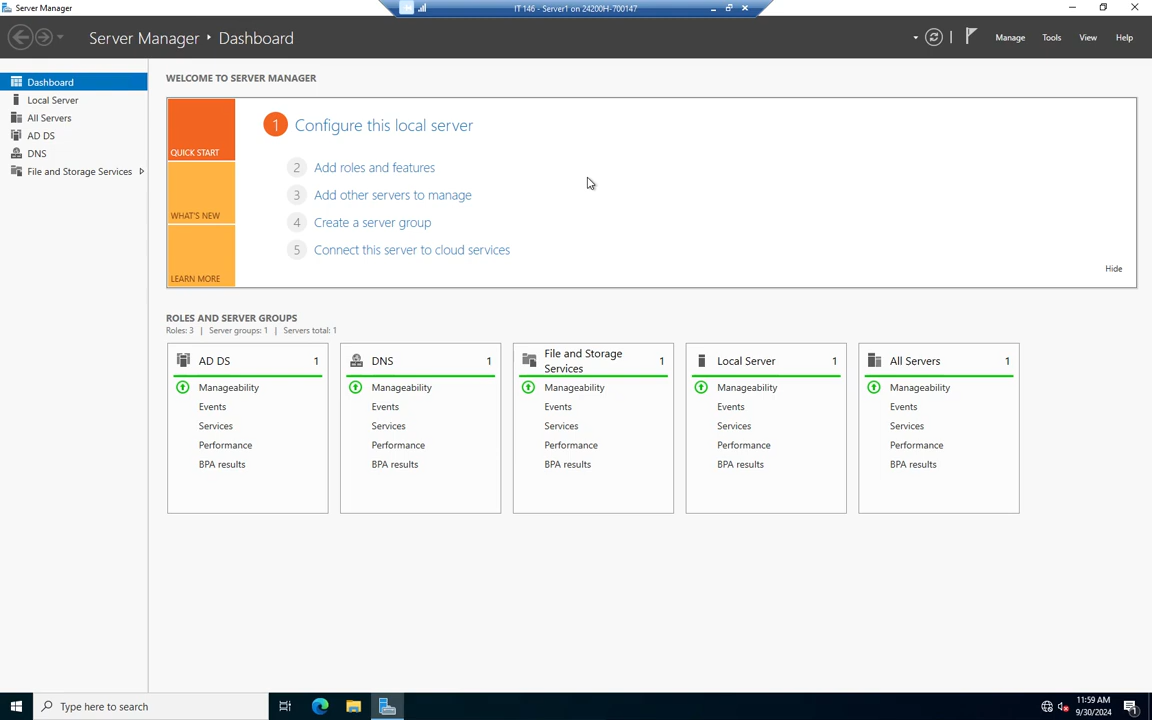 Server Manager
IT 146 - Server1 on 24200H-700147
Server Manager ‣ Dashboard
Manage Tools View Help
Dashboard
Local Server
All Servers
AD DS
DNS
File and Storage Services
WELCOME TO SERVER MANAGER
QUICK START
WHAT'S NEW
LEARN MORE
1 Configure this local server
2 Add roles and features
3 Add other servers to manage
4 Create a server group
5 Connect this server to cloud services
Hide
ROLES AND SERVER GROUPS
Roles: 3 | Server groups: 1 | Servers total: 1
AD DS 1
Manageability
Events
Services
Performance
BPA results
DNS 1
Manageability
Events
Services
Performance
BPA results
File and Storage
Services 1
Manageability
Events
Services
Performance
BPA results
Local Server 1
Manageability
Events
Services
Performance
BPA results
All Servers 1
Manageability
Events
Services
Performance
BPA results
Type here to search
11:59 AM
9/30/2024
1